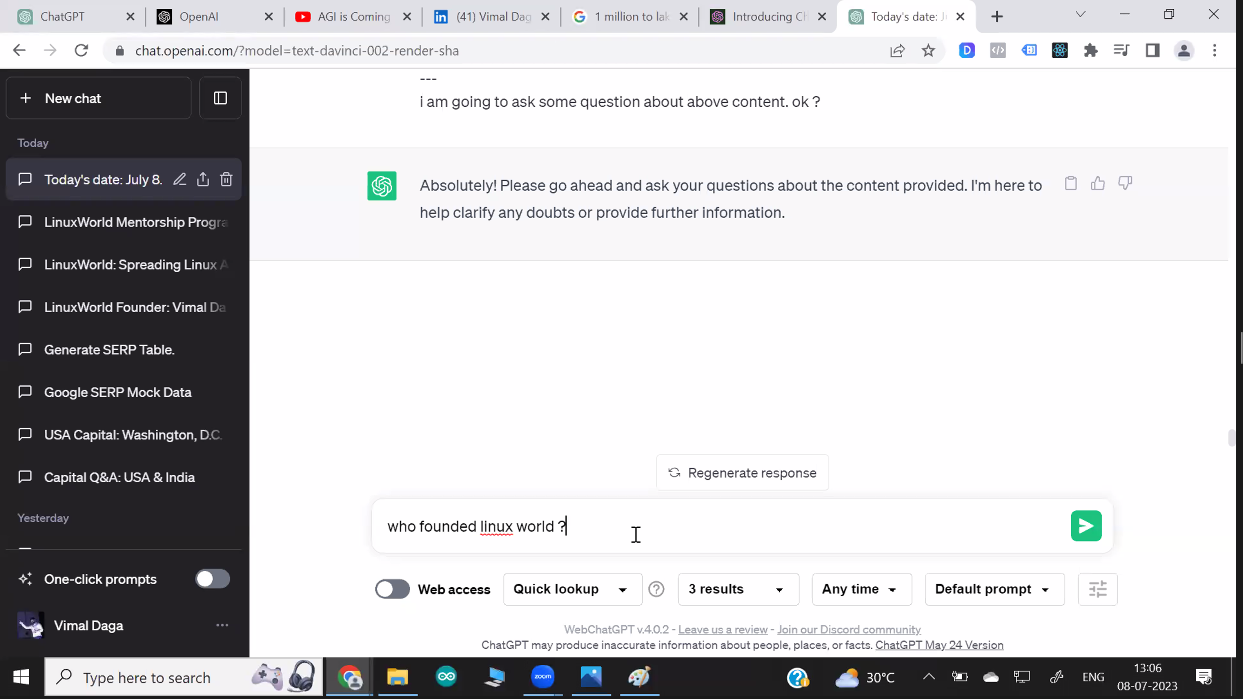 ChatGPT
OpenAI
AGI is Coming
(41) Vimal Dag
1 million to lak
Introducing Ch
Today's date: J
chat.openai.com/?model=text-davinci-002-render-sha
New chat
Today
Today's date: July 8.
LinuxWorld Mentorship Progra
LinuxWorld: Spreading Linux A
LinuxWorld Founder: Vimal Da
Generate SERP Table.
Google SERP Mock Data
USA Capital: Washington, D.C.
Capital Q&A: USA & India
Yesterday
One-click prompts
Vimal Daga
---
i am going to ask some question about above content. ok ?
Absolutely! Please go ahead and ask your questions about the content provided. I'm here to
help clarify any doubts or provide further information.
Regenerate response
who founded linux world ?
Web access
Quick lookup
3 results
Any time
Default prompt
WebChatGPT v.4.0.2 - Leave us a review - Join our Discord community
ChatGPT may produce inaccurate information about people, places, or facts. ChatGPT May 24 Version
Type here to search
zoom
30°C
ENG
13:06
08-07-2023